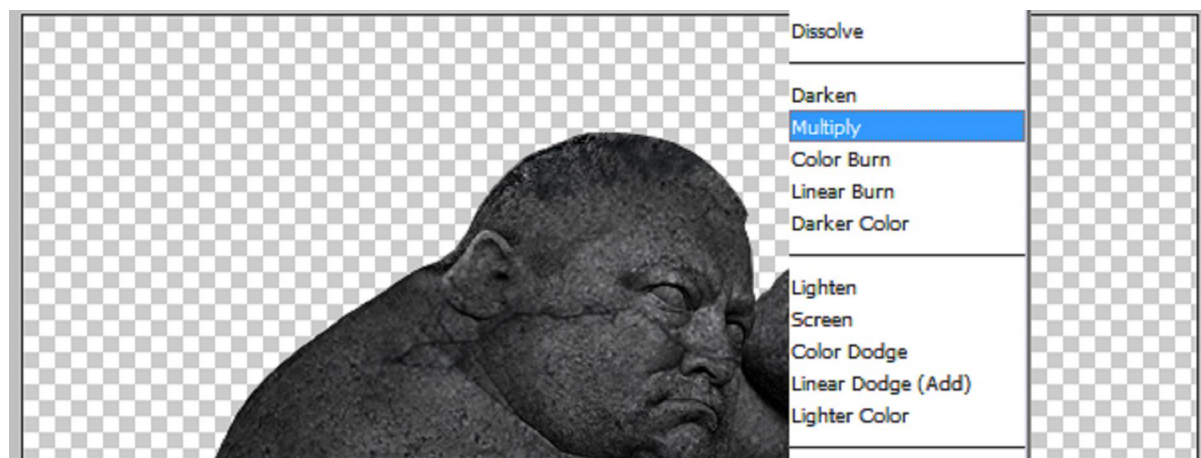 Dissolve
Darken
Multiply
Color Burn
Linear Burn
Darker Color
Lighten
Screen
Color Dodge
Linear Dodge (Add)
Lighter Color